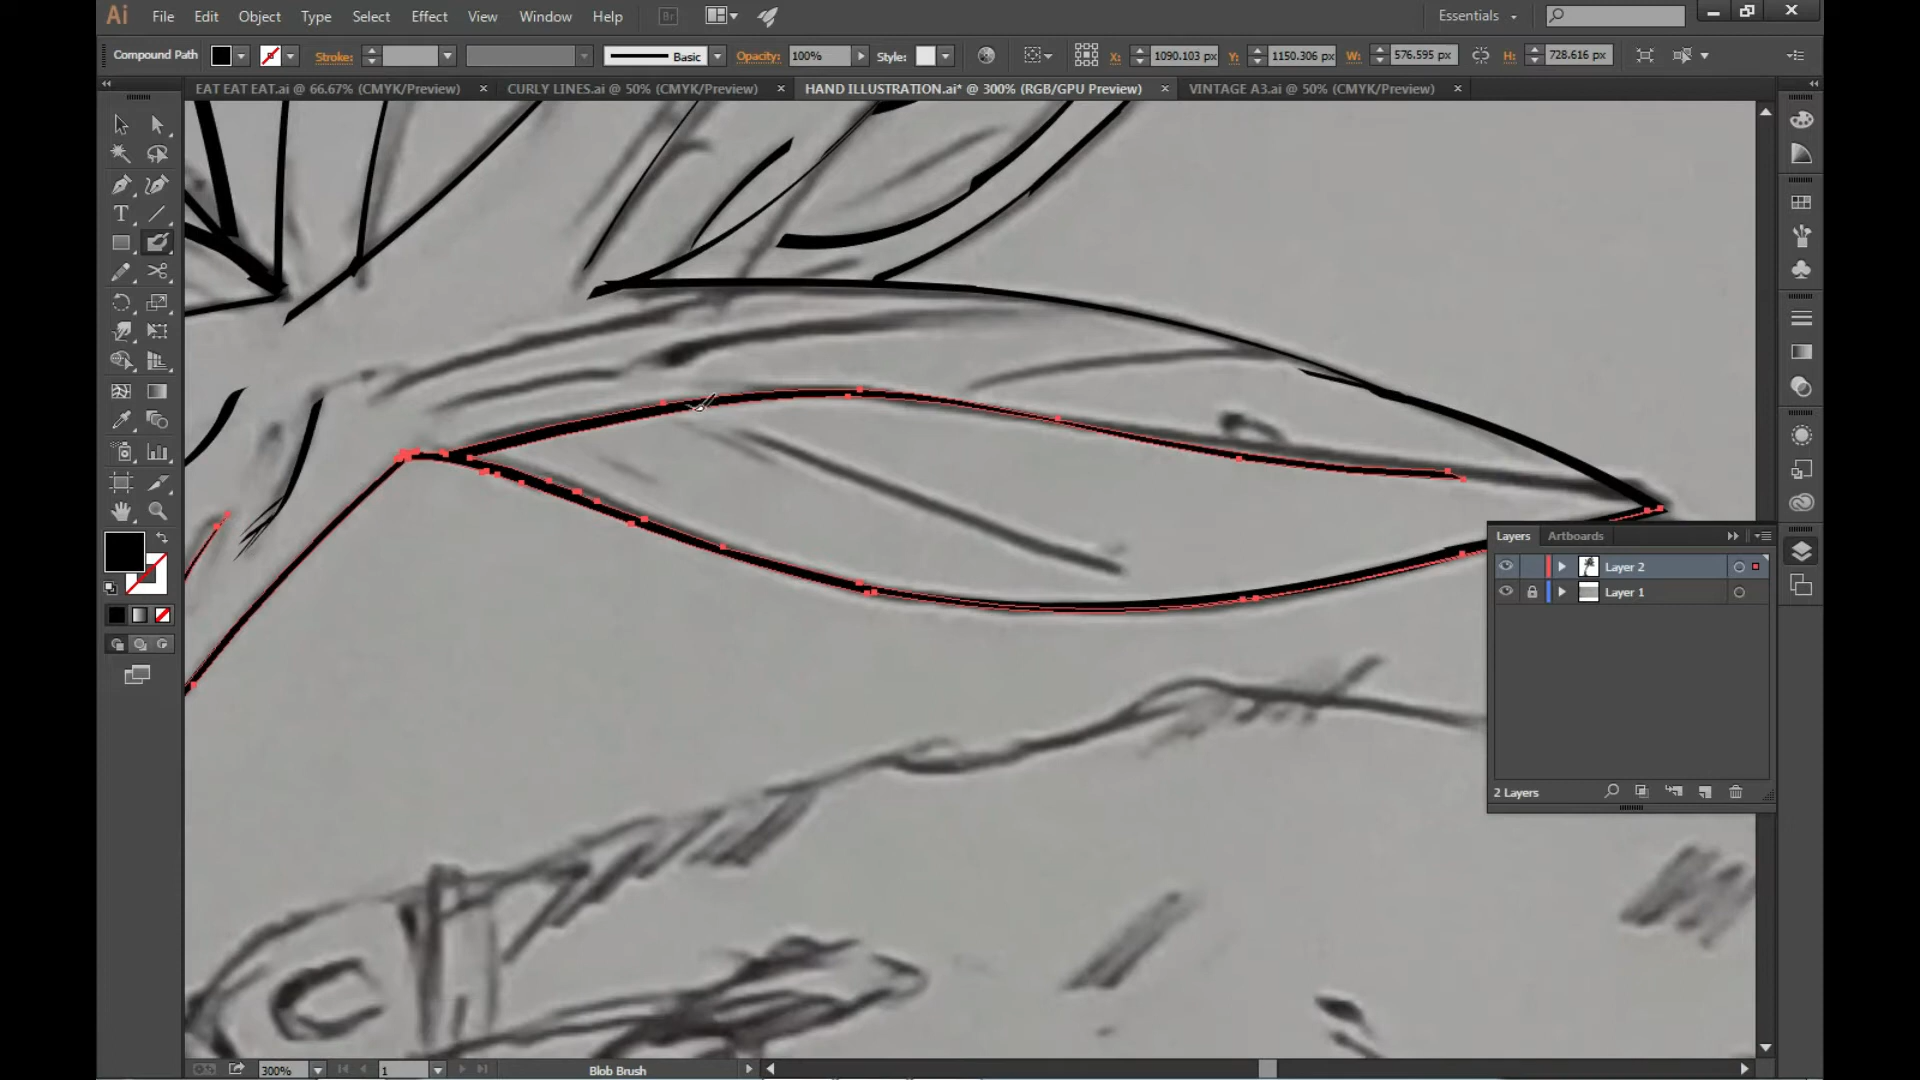 Ai File Edit Object Type Select Effect View Window Help Br Essentials
Compound Path Stroke: Basic Opacity: 100% Style: X: 1090.103 px Y: 1150.306 px W: 576.595 px H: 728.616 px
EAT EAT EAT.ai @ 66.67% (CMYK/Preview) × CURLY LINES.ai @ 50% (CMYK/Preview) × HAND ILLUSTRATION.ai* @ 300% (RGB/GPU Preview) × VINTAGE A3.ai @ 50% (CMYK/Preview) ×
T
Layers Artboards
Layer 2
Layer 1
2 Layers
300% 1 Blob Brush